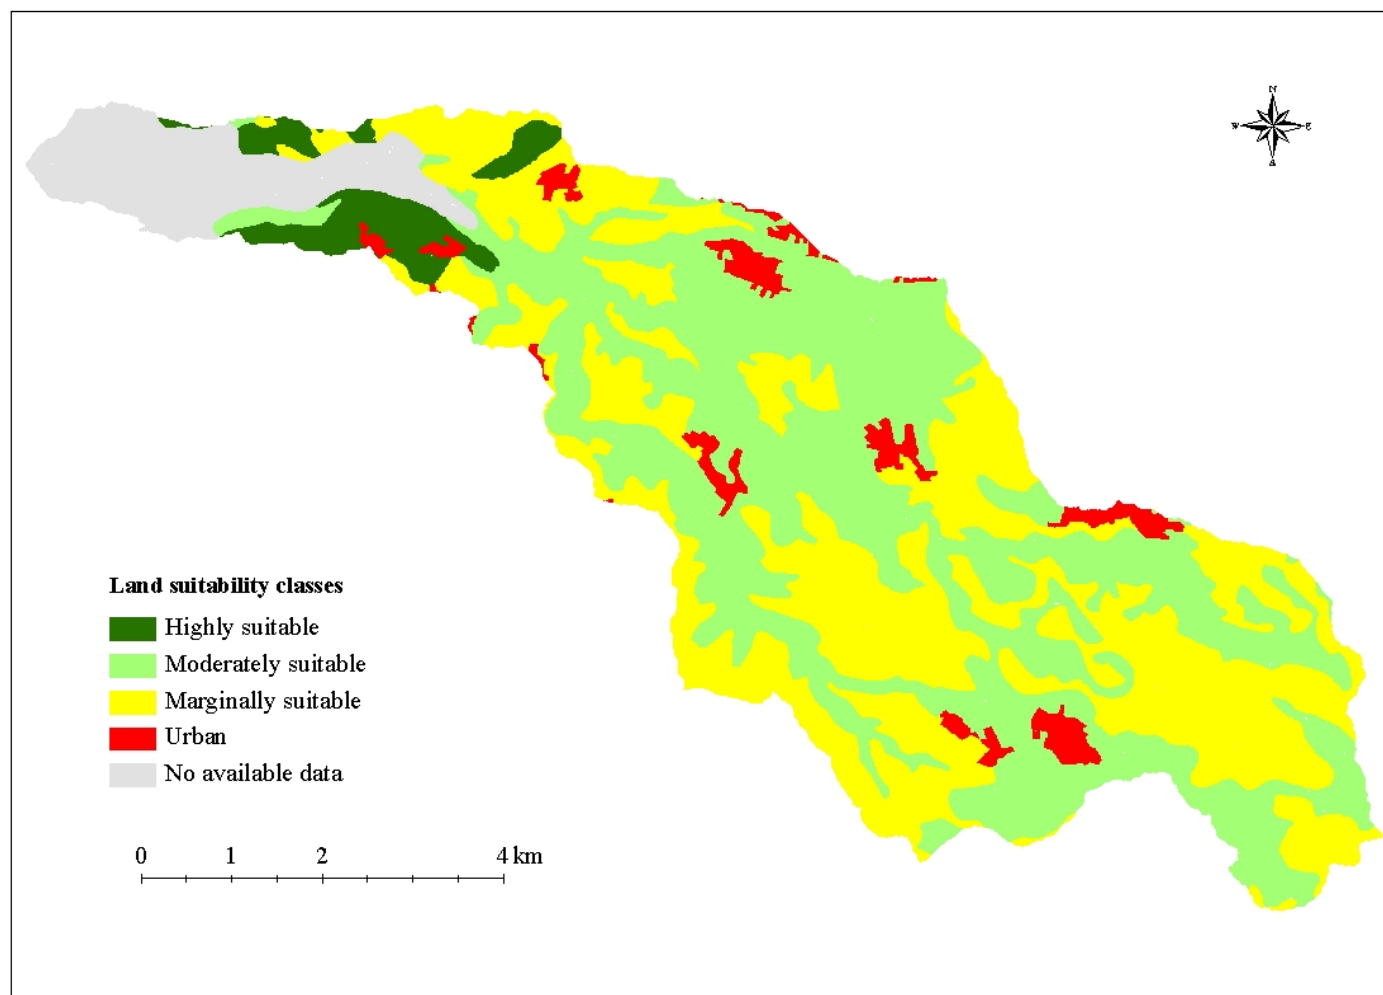 N
W E
S
Land suitability classes
Highly suitable
Moderately suitable
Marginally suitable
Urban
No available data
0 1 2 4 km